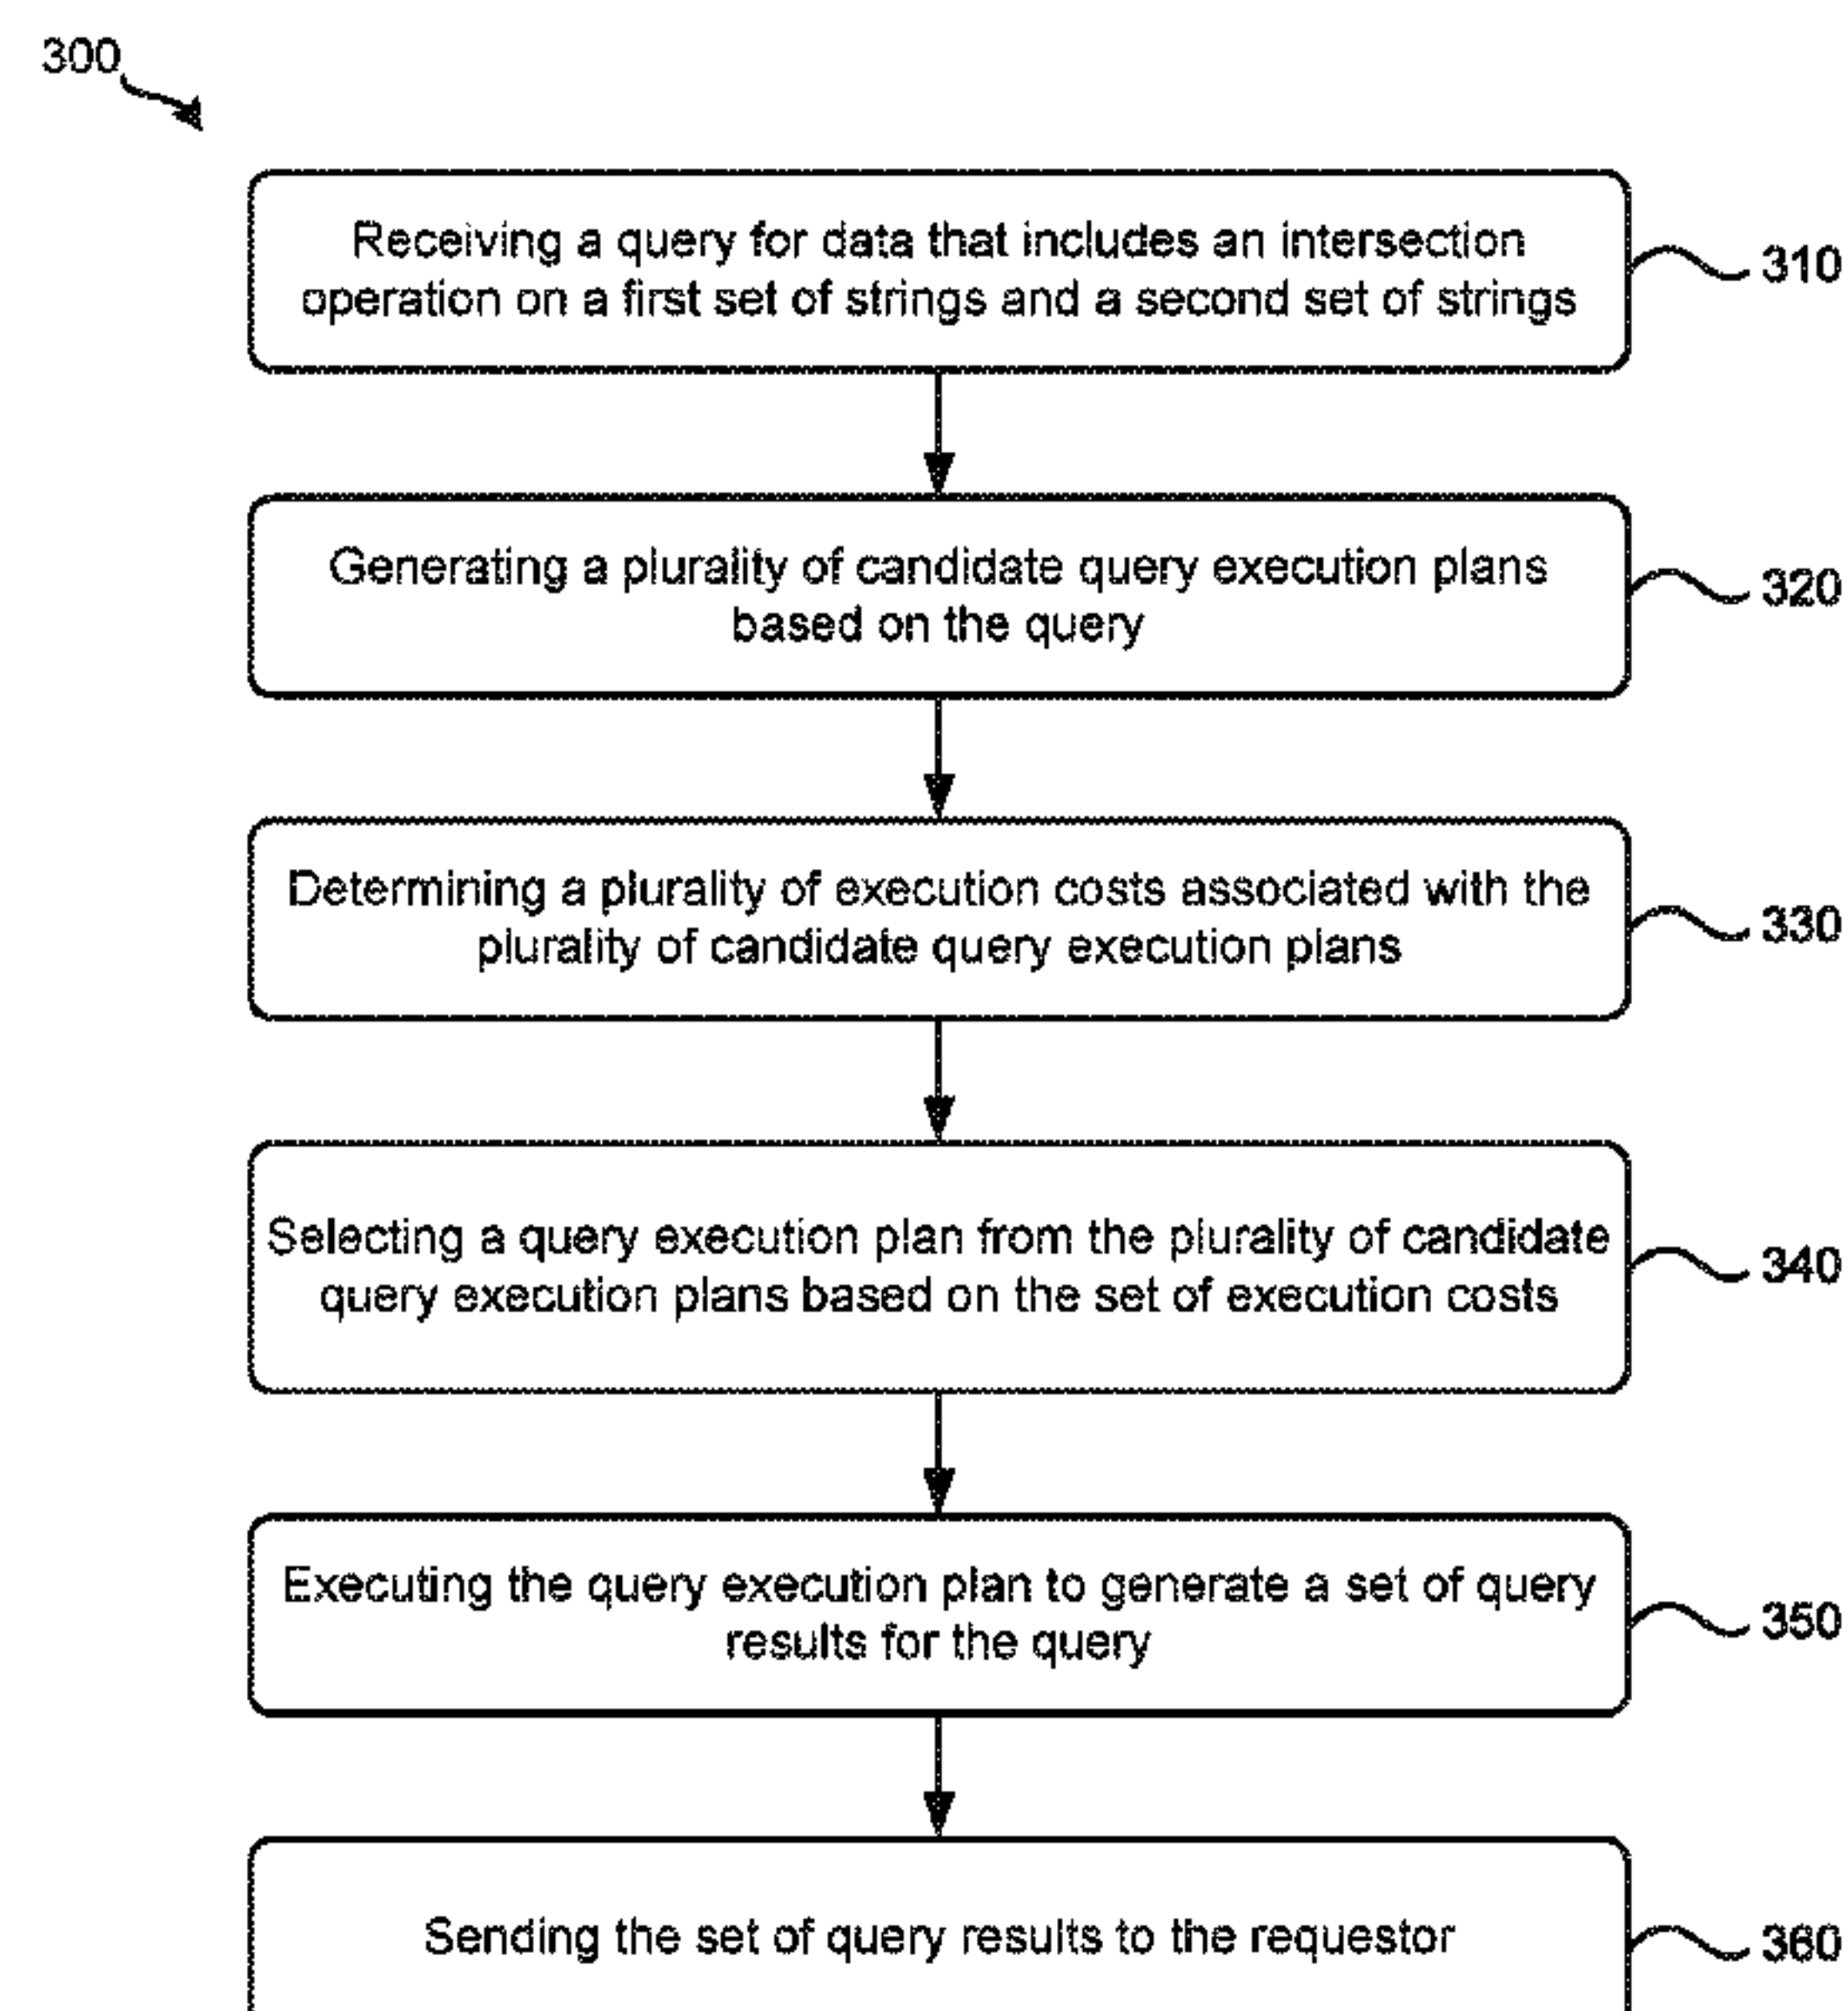 300
Receiving a query for data that includes an intersection
operation on a first set of strings and a second set of strings
310
Generating a plurality of candidate query execution plans
based on the query
320
Determining a plurality of execution costs associated with the
plurality of candidate query execution plans
330
Selecting a query execution plan from the plurality of candidate
query execution plans based on the set of execution costs
340
Executing the query execution plan to generate a set of query
results for the query
350
Sending the set of query results to the requestor
360